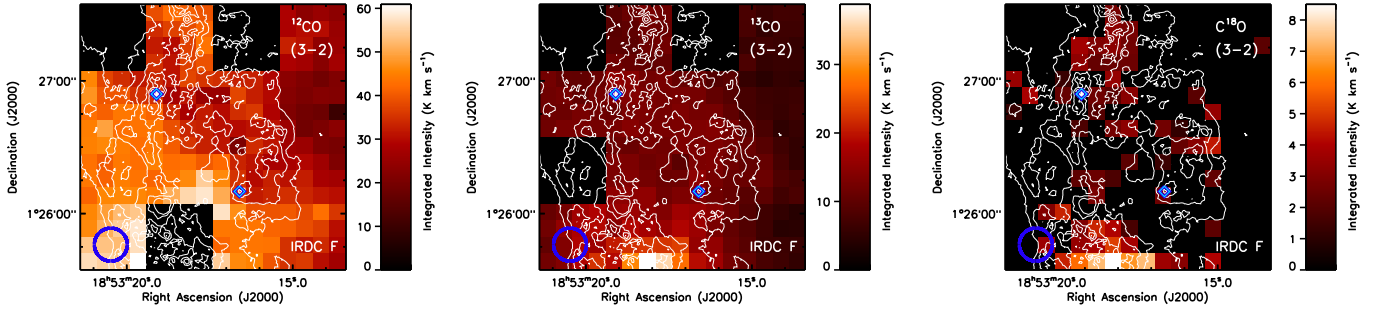 ¹²CO
(3−2)
27'00''
1°26'00''
Declination (J2000)
IRDC F
18ʰ53ᵐ20ˢ.0
15ˢ.0
Right Ascension (J2000)
60
50
40
30
20
10
0
Integrated Intensity (K km s⁻¹)
¹³CO
(3−2)
27'00''
1°26'00''
Declination (J2000)
IRDC F
18ʰ53ᵐ20ˢ.0
15ˢ.0
Right Ascension (J2000)
30
20
10
0
Integrated Intensity (K km s⁻¹)
C¹⁸O
(3−2)
27'00''
1°26'00''
Declination (J2000)
IRDC F
18ʰ53ᵐ20ˢ.0
15ˢ.0
Right Ascension (J2000)
8
7
6
5
4
3
2
1
0
Integrated Intensity (K km s⁻¹)